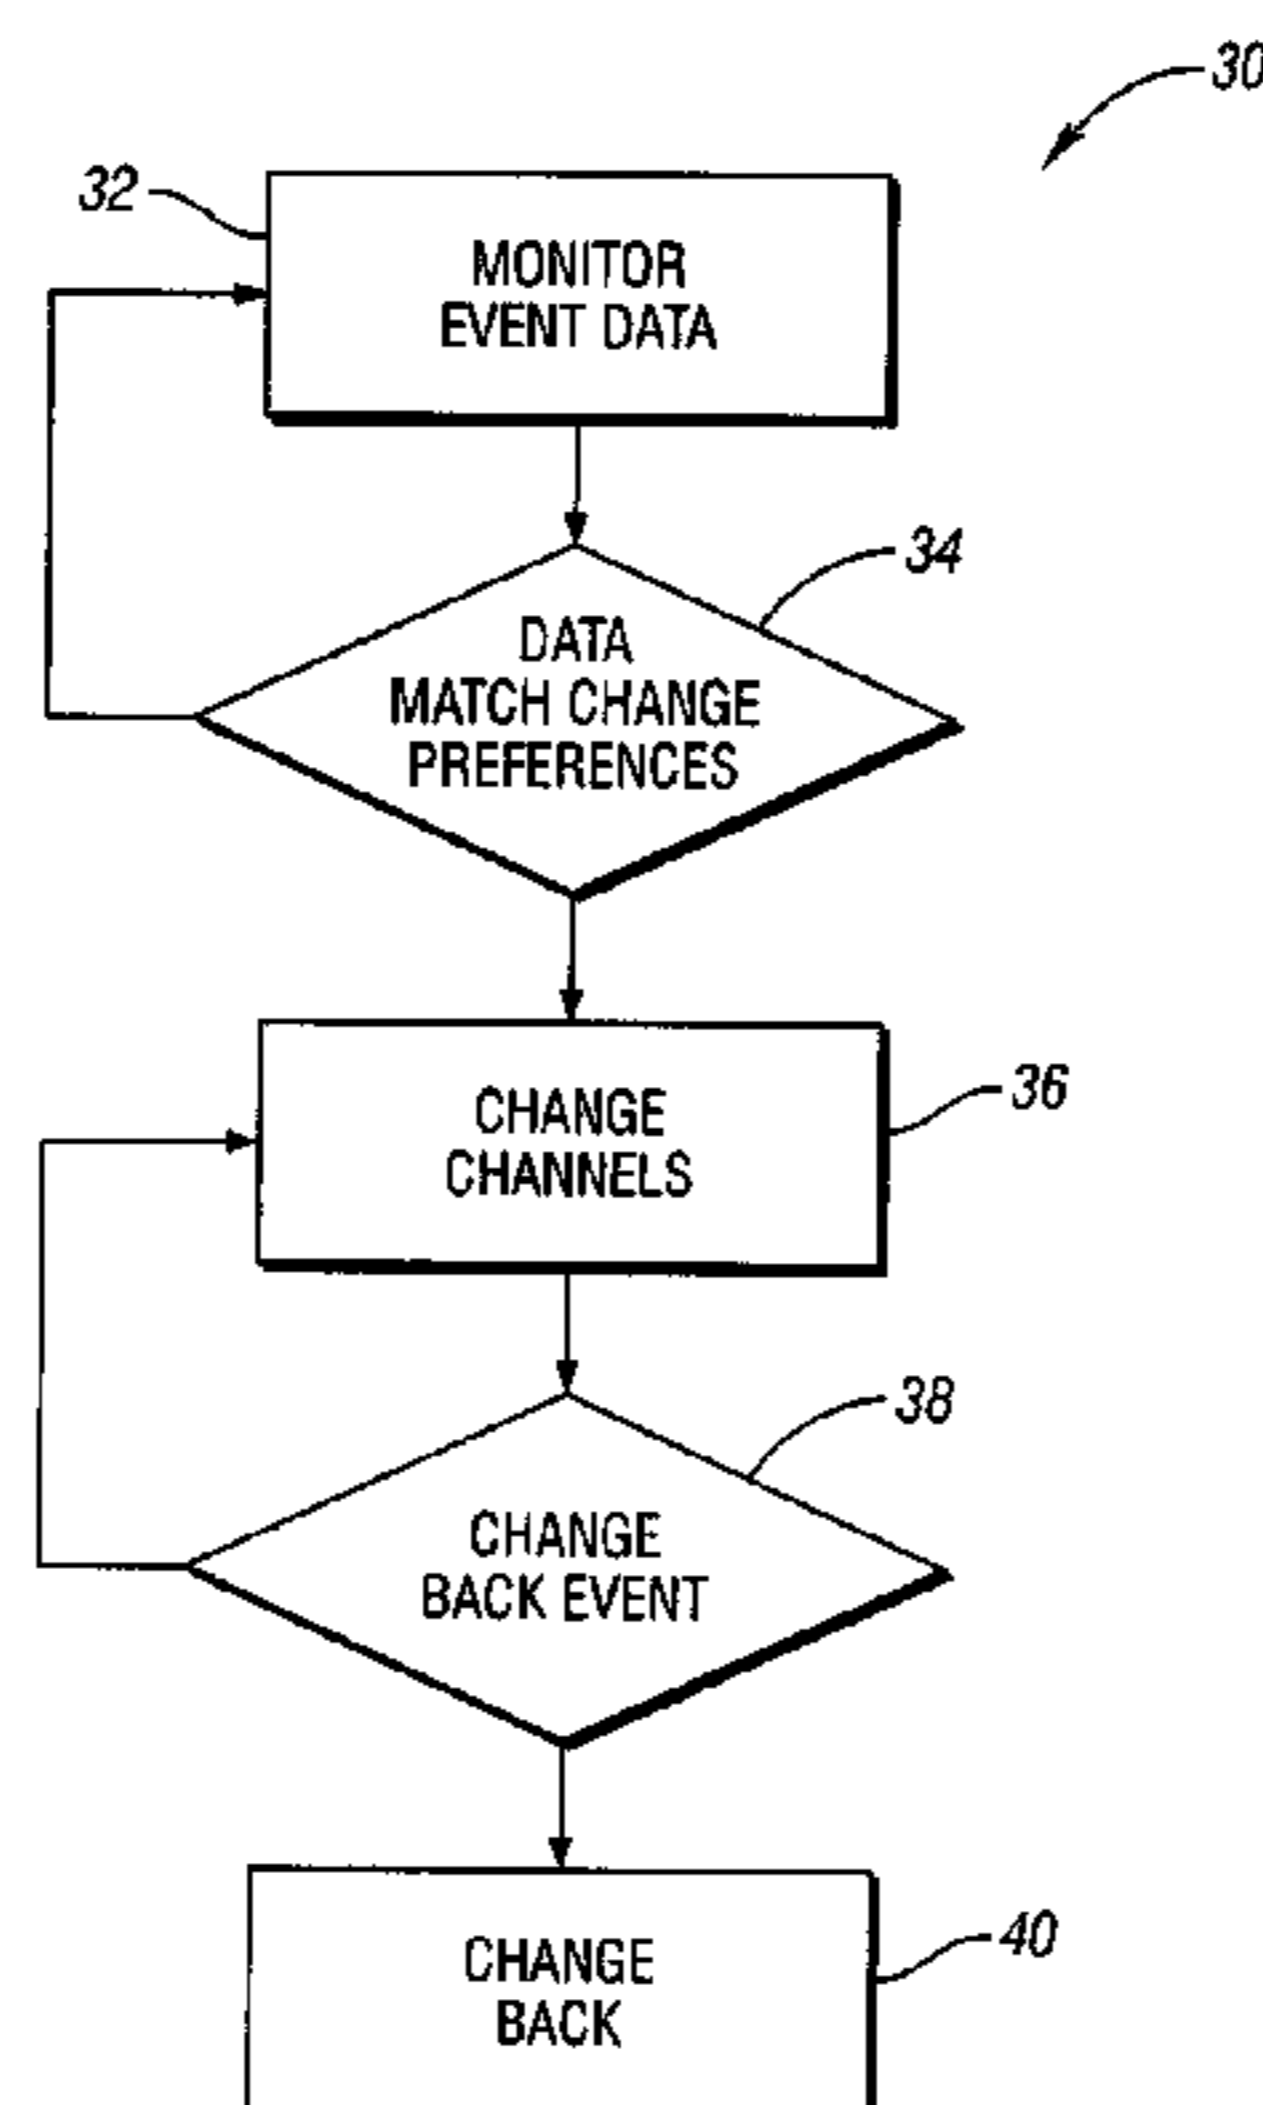 30
32
MONITOR
EVENT DATA
34
DATA
MATCH CHANGE
PREFERENCES
36
CHANGE
CHANNELS
38
CHANGE
BACK EVENT
40
CHANGE
BACK